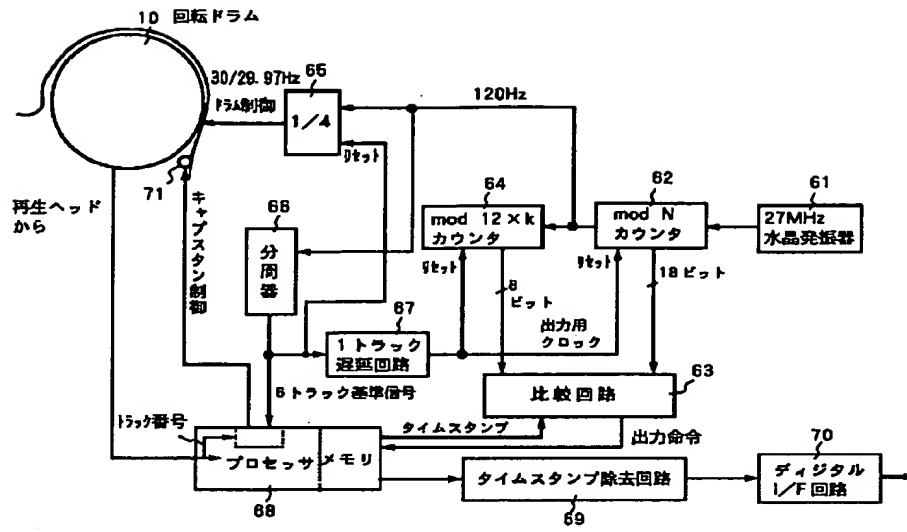 10 回転ドラム
30/29.97Hz
ドラム制御
65
1/4
リセット
120Hz
71
再生ヘッド
から
キャプスタン制御
66
分周器
64
mod 12×k
カウンタ
リセット
8
ビット
62
mod N
カウンタ
リセット
18ビット
61
27MHz
水晶発振器
67
1トラック
遅延回路
出力用
クロック
6トラック基準信号
63
比較回路
トラック番号
タイムスタンプ
出力命令
プロセッサ
メモリ
68
タイムスタンプ除去回路
69
70
ディジタル
I/F回路